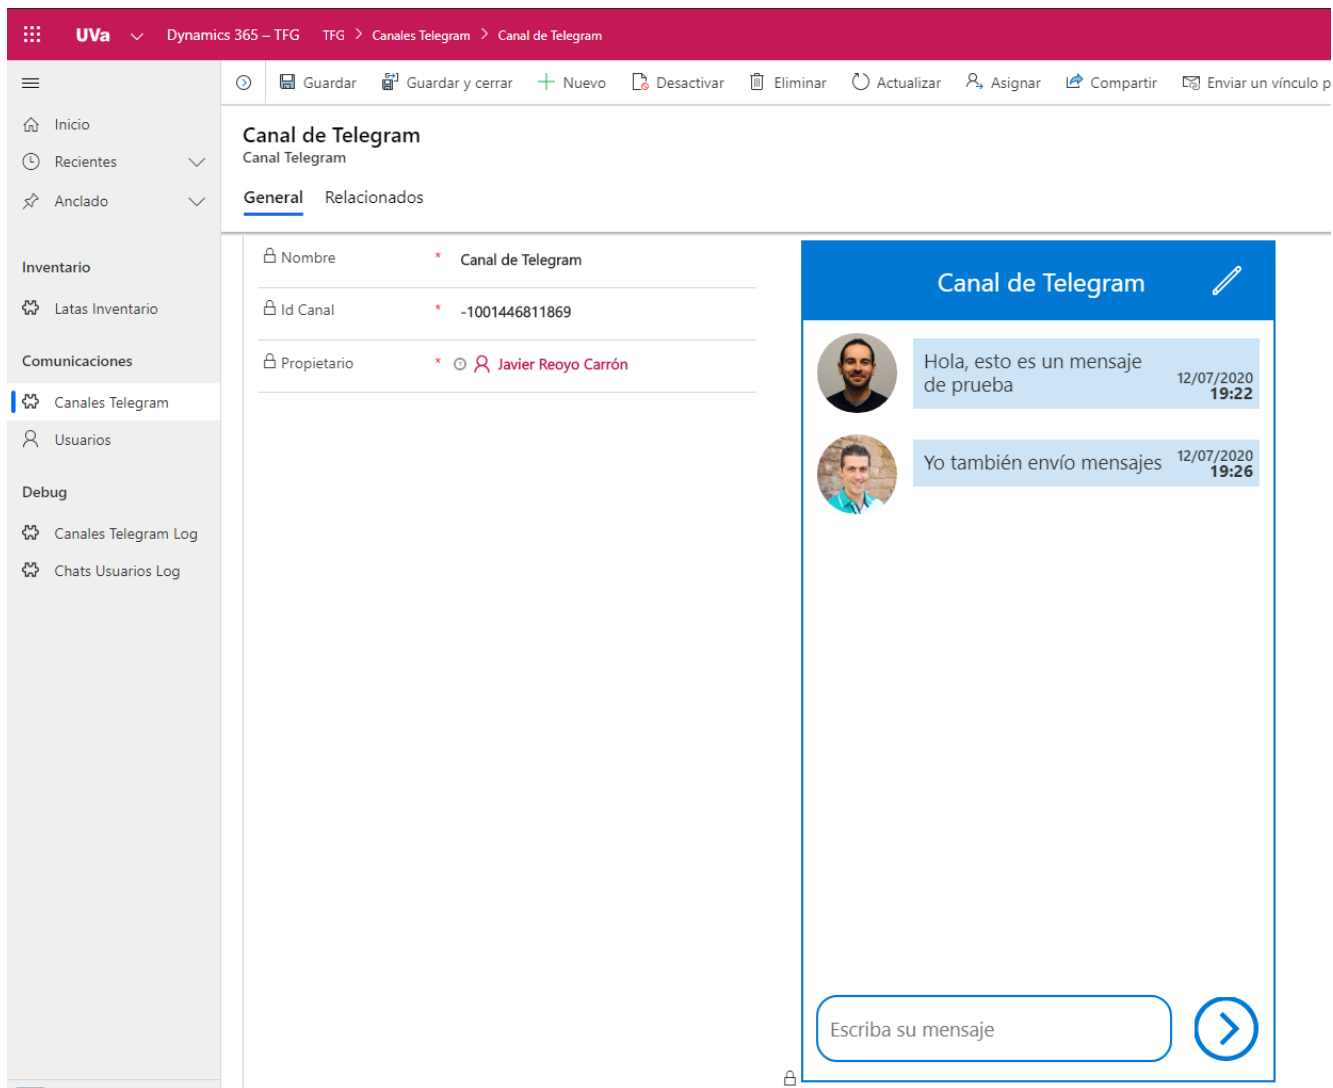 UVa Dynamics 365 – TFG TFG > Canales Telegram > Canal de Telegram
Guardar Guardar y cerrar Nuevo Desactivar Eliminar Actualizar Asignar Compartir Enviar un vínculo p
Inicio
Recientes
Anclado
Inventario
Latas Inventario
Comunicaciones
Canales Telegram
Usuarios
Debug
Canales Telegram Log
Chats Usuarios Log
Canal de Telegram
Canal Telegram
General Relacionados
Nombre * Canal de Telegram
Id Canal * -1001446811869
Propietario * Javier Reoyo Carrón
Canal de Telegram
Hola, esto es un mensaje
de prueba
12/07/2020
19:22
Yo también envío mensajes
12/07/2020
19:26
Escriba su mensaje